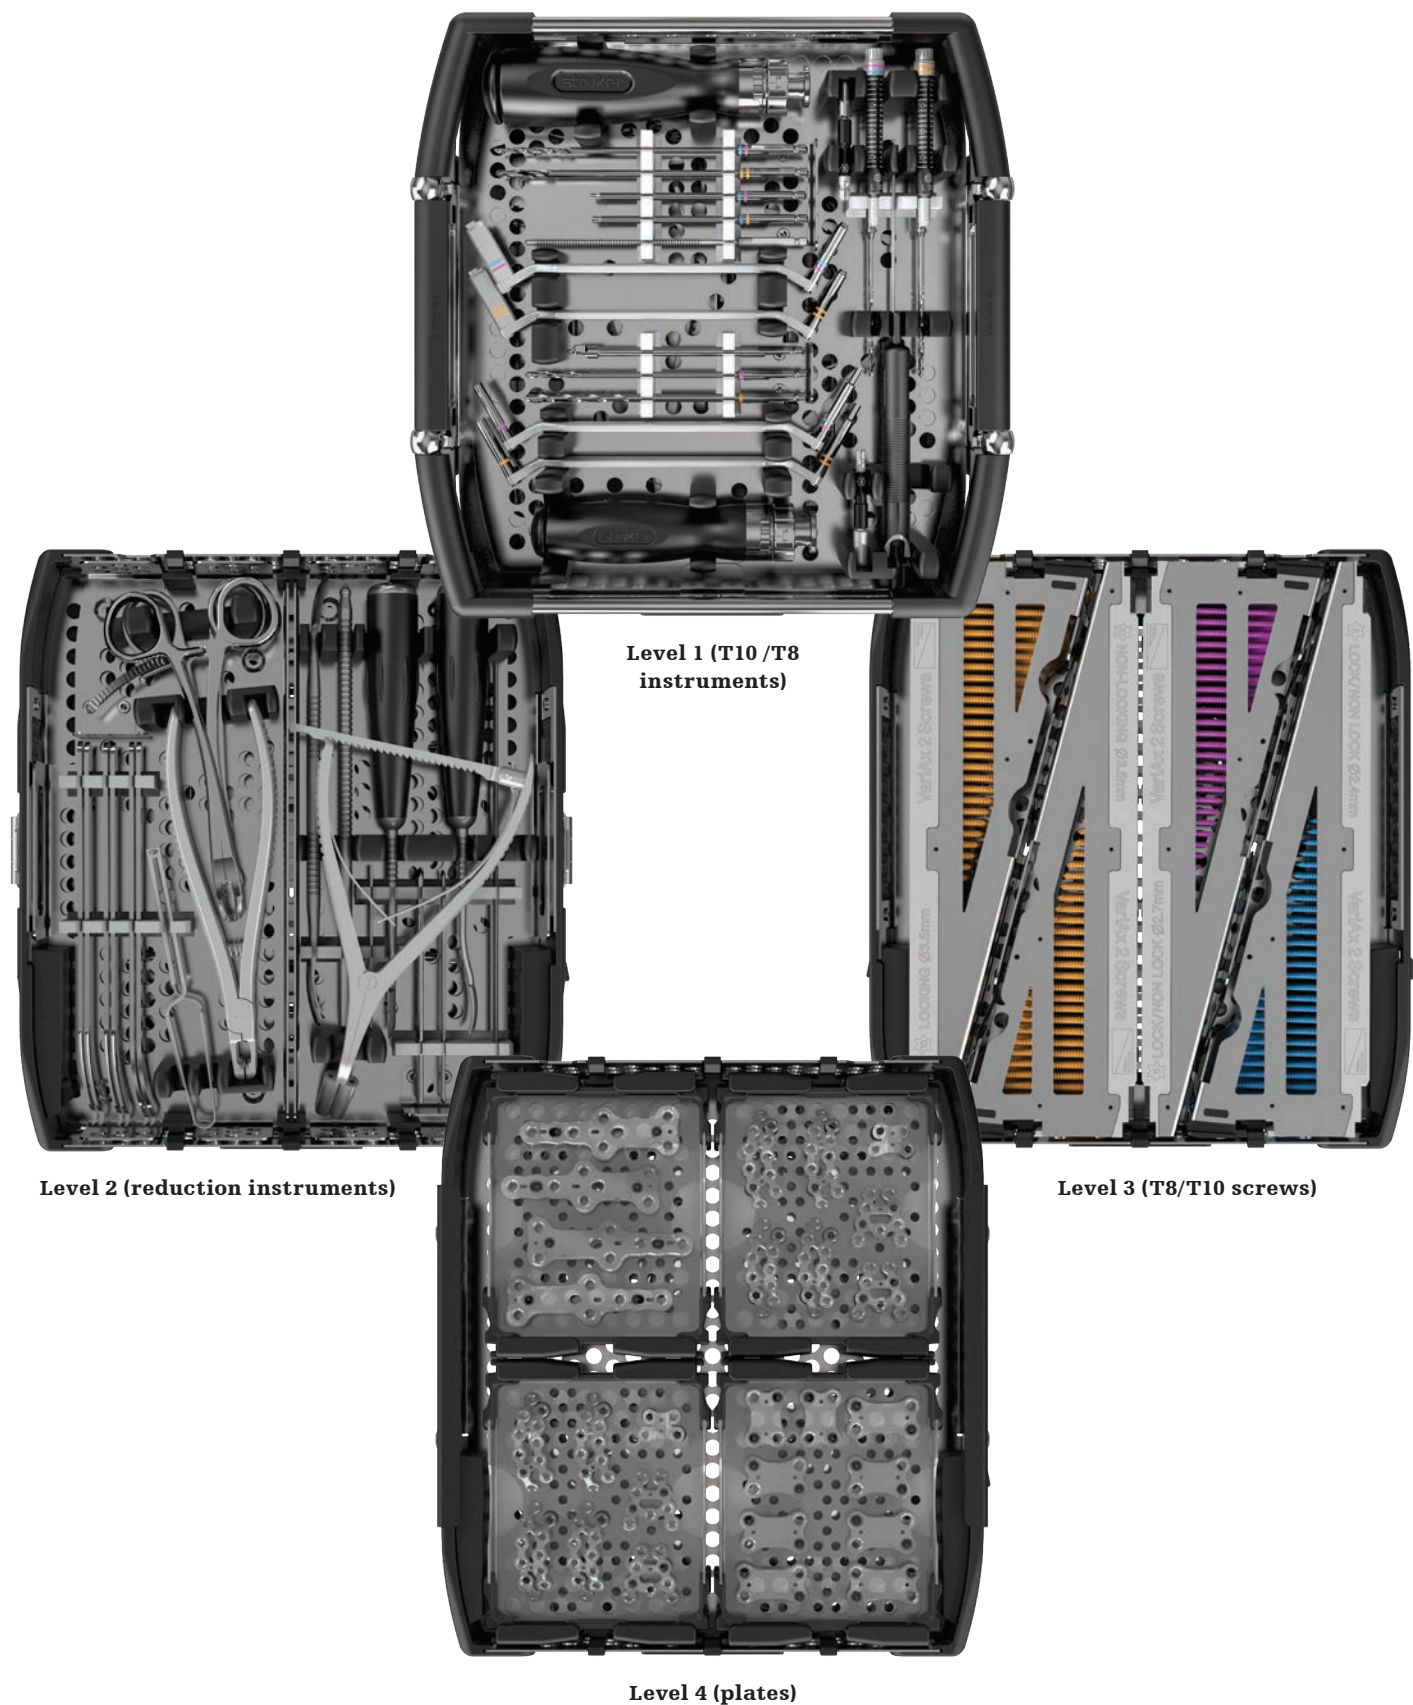 stryker
stryker
Level 1 (T10 /T8
instruments)
VariAx 2 Screws
LOCKING Ø3.5mm
NON-LOCKING Ø3.5mm
VariAx 2 Screws
VariAx 2 Screws
LOCK/NON LOCK Ø2.7mm
LOCK/NON LOCK Ø2.4mm
VariAx 2 Screws
Level 2 (reduction instruments)
Level 3 (T8/T10 screws)
Level 4 (plates)